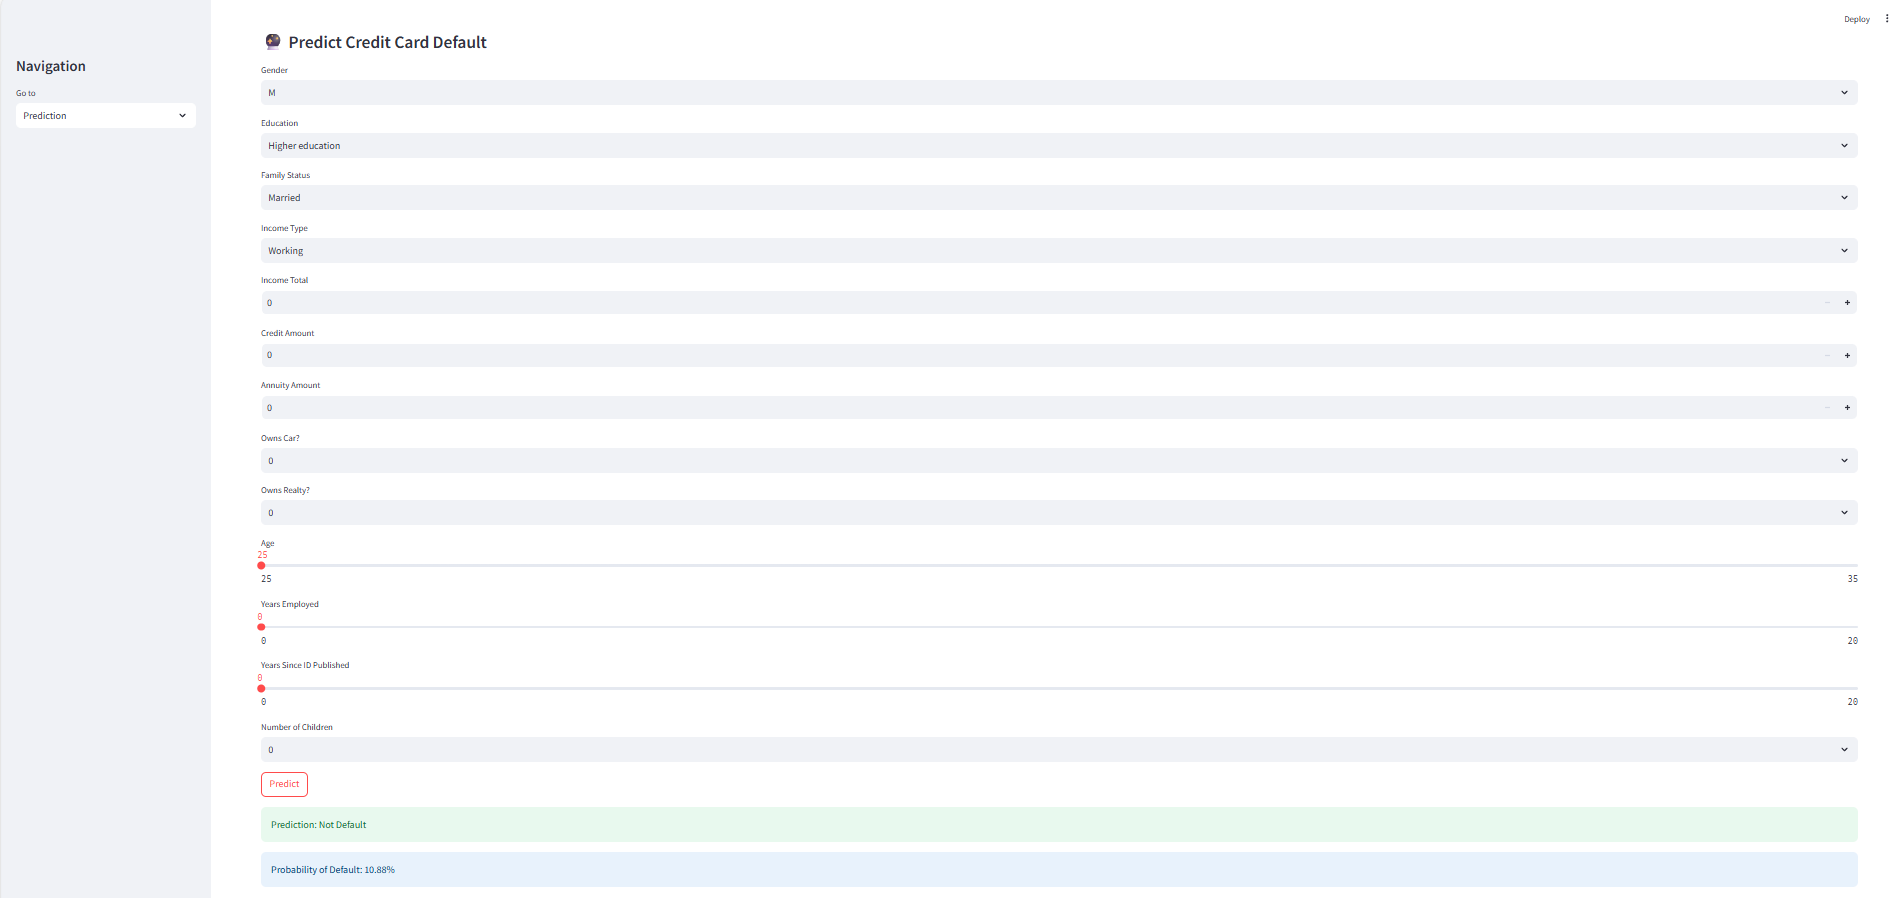 Deploy
Navigation
Go to
Prediction
Predict Credit Card Default
Gender
M
Education
Higher education
Family Status
Married
Income Type
Working
Income Total
0
Credit Amount
0
Annuity Amount
0
Owns Car?
0
Owns Realty?
0
Age
25
25 35
Years Employed
0
0 20
Years Since ID Published
0
0 20
Number of Children
0
Predict
Prediction: Not Default
Probability of Default: 10.88%